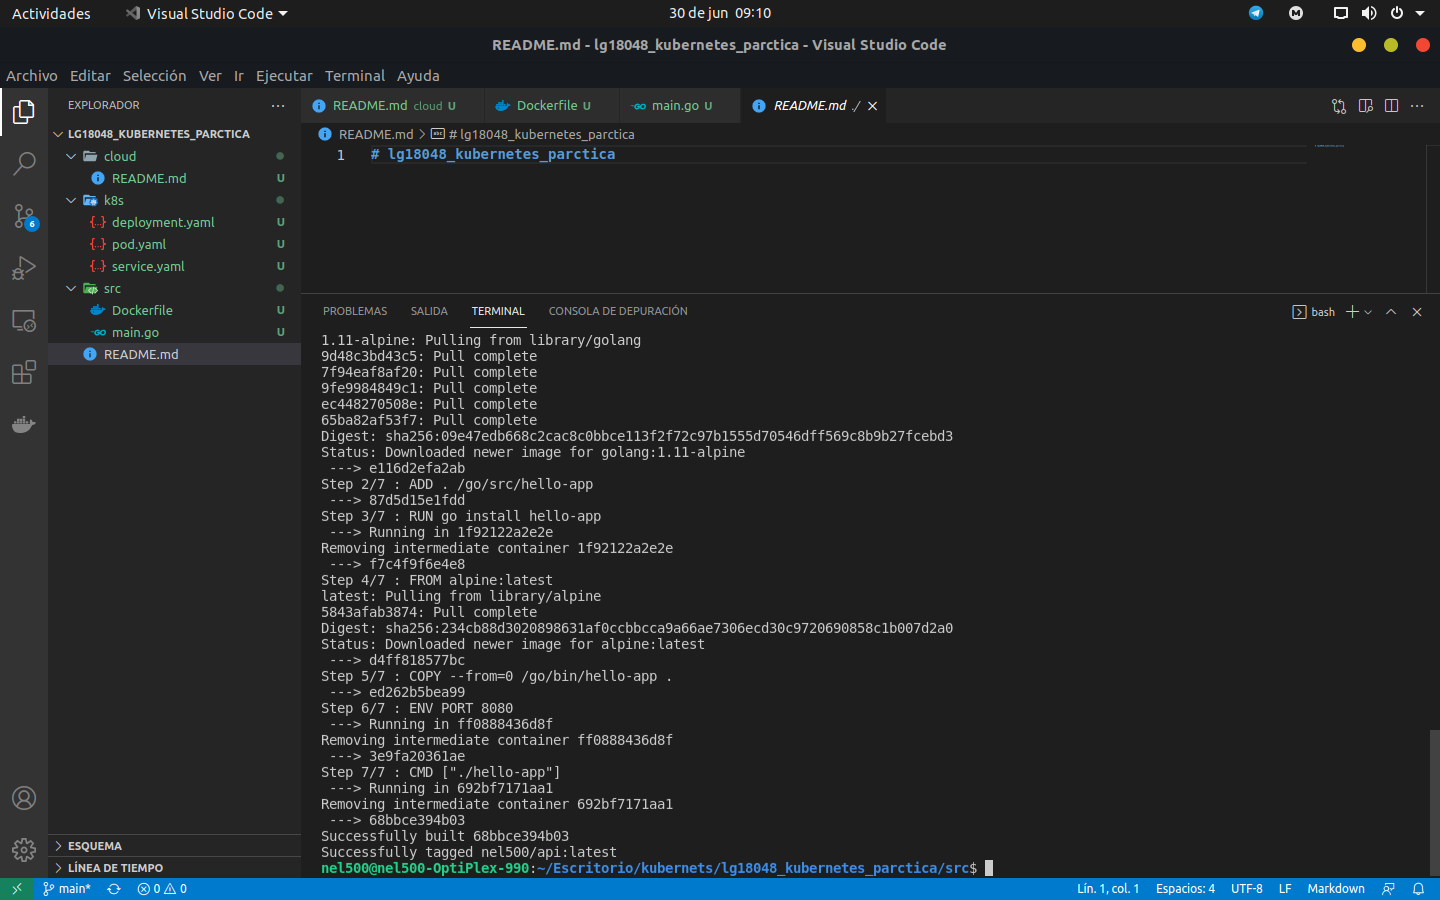 Actividades
Visual Studio Code
30 de jun 09:10
README.md - lg18048_kubernetes_parctica - Visual Studio Code
Archivo Editar Selección Ver Ir Ejecutar Terminal Ayuda
EXPLORADOR
README.md cloud U
Dockerfile U
main.go U
README.md ./
LG18048_KUBERNETES_PARCTICA
cloud
README.md U
k8s
deployment.yaml U
pod.yaml U
service.yaml U
src
Dockerfile U
main.go U
README.md
6
README.md > # lg18048_kubernetes_parctica
1 # lg18048_kubernetes_parctica
PROBLEMAS SALIDA TERMINAL CONSOLA DE DEPURACIÓN
bash
1.11-alpine: Pulling from library/golang
9d48c3bd43c5: Pull complete
7f94eaf8af20: Pull complete
9fe9984849c1: Pull complete
ec448270508e: Pull complete
65ba82af53f7: Pull complete
Digest: sha256:09e47edb668c2cac8c0bbce113f2f72c97b1555d70546dff569c8b9b27fcebd3
Status: Downloaded newer image for golang:1.11-alpine
---> e116d2efa2ab
Step 2/7 : ADD . /go/src/hello-app
---> 87d5d15e1fdd
Step 3/7 : RUN go install hello-app
---> Running in 1f92122a2e2e
Removing intermediate container 1f92122a2e2e
---> f7c4f9f6e4e8
Step 4/7 : FROM alpine:latest
latest: Pulling from library/alpine
5843afab3874: Pull complete
Digest: sha256:234cb88d3020898631af0ccbbcca9a66ae7306ecd30c9720690858c1b007d2a0
Status: Downloaded newer image for alpine:latest
---> d4ff818577bc
Step 5/7 : COPY --from=0 /go/bin/hello-app .
---> ed262b5bea99
Step 6/7 : ENV PORT 8080
---> Running in ff0888436d8f
Removing intermediate container ff0888436d8f
---> 3e9fa20361ae
Step 7/7 : CMD ["./hello-app"]
---> Running in 692bf7171aa1
Removing intermediate container 692bf7171aa1
---> 68bbce394b03
Successfully built 68bbce394b03
Successfully tagged nel500/api:latest
nel500@nel500-OptiPlex-990:~/Escritorio/kubernets/lg18048_kubernetes_parctica/src$
ESQUEMA
LÍNEA DE TIEMPO
main* 0 0
Lín. 1, col. 1 Espacios: 4 UTF-8 LF Markdown